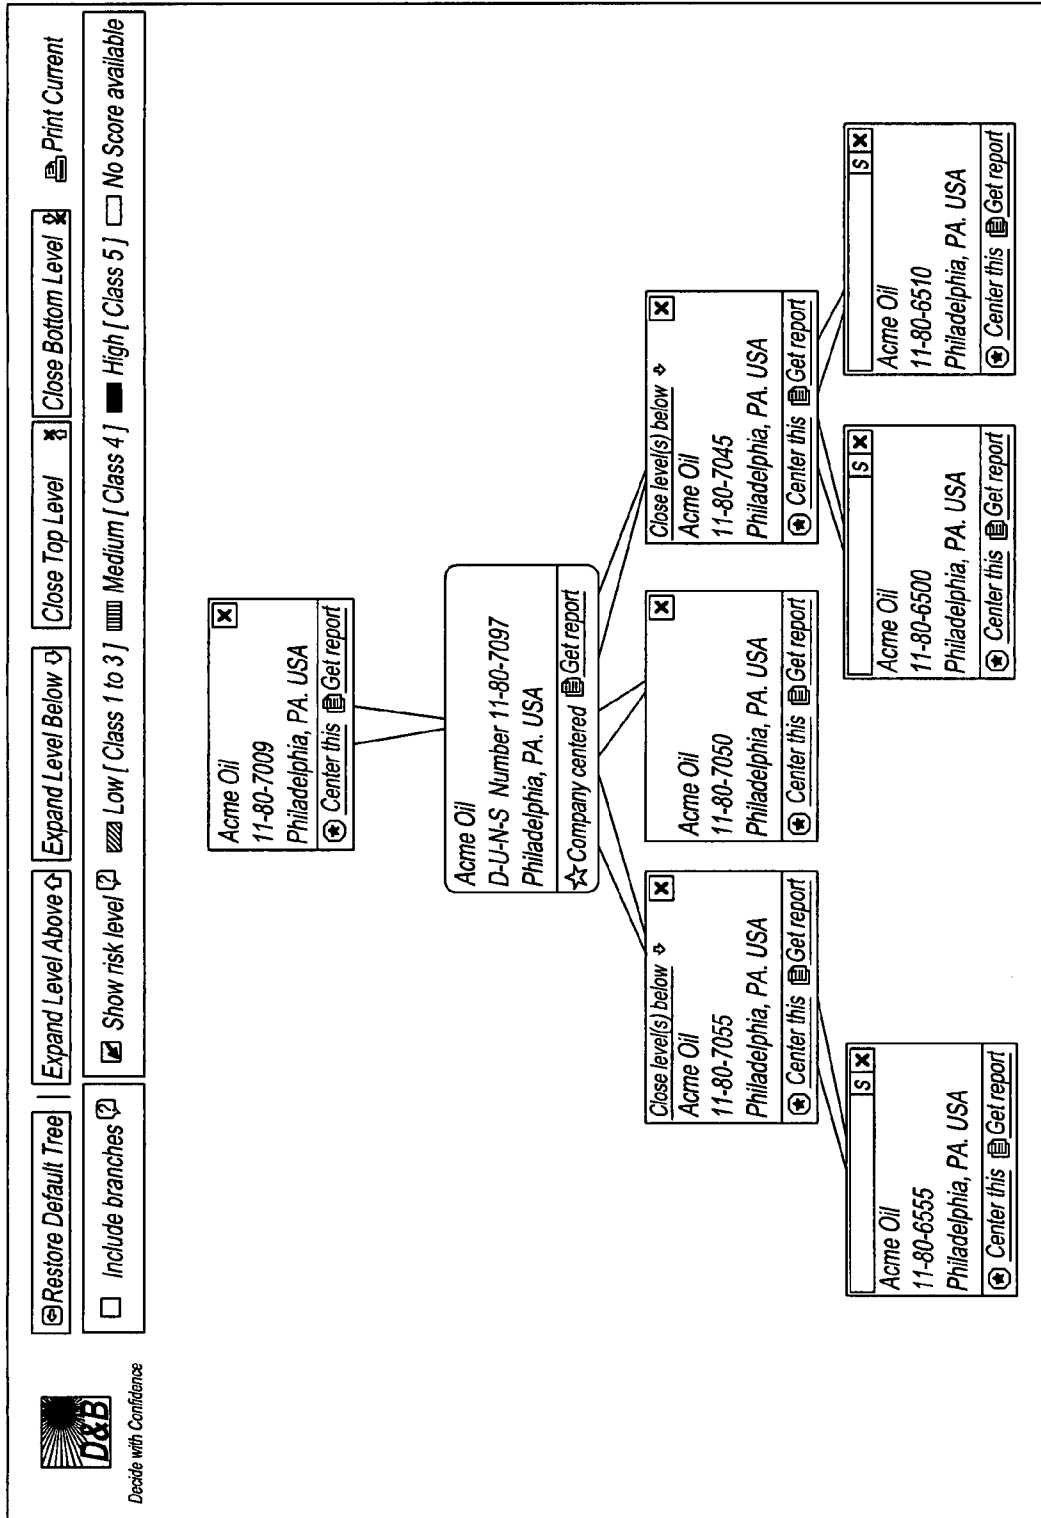 D&B
Decide with Confidence
Restore Default Tree | Expand Level Above Expand Level Below Close Top Level Close Bottom Level Print Current
Include branches ? Show risk level ? Low [ Class 1 to 3 ] Medium [ Class 4 ] High [ Class 5 ] No Score available
Acme Oil
11-80-7009
Philadelphia, PA. USA
Center this Get report
Acme Oil
D-U-N-S Number 11-80-7097
Philadelphia, PA. USA
Company centered Get report
Close level(s) below
Acme Oil
11-80-7055
Philadelphia, PA. USA
Center this Get report
Acme Oil
11-80-7050
Philadelphia, PA. USA
Center this Get report
Close level(s) below
Acme Oil
11-80-7045
Philadelphia, PA. USA
Center this Get report
S
Acme Oil
11-80-6555
Philadelphia, PA. USA
Center this Get report
S
Acme Oil
11-80-6500
Philadelphia, PA. USA
Center this Get report
S
Acme Oil
11-80-6510
Philadelphia, PA. USA
Center this Get report